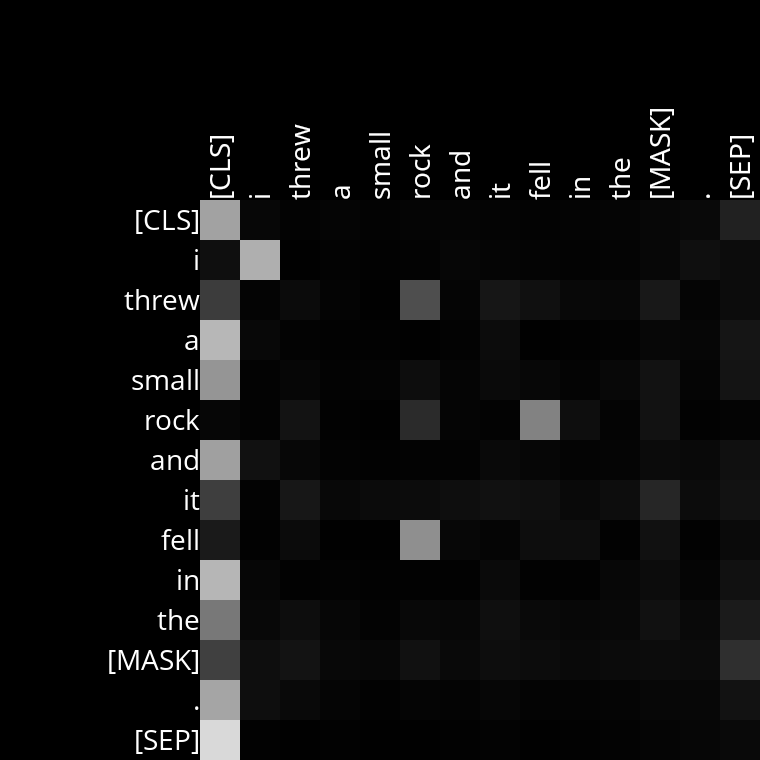 [CLS] i threw a small rock and it fell in the [MASK] . [SEP]
[CLS]
i
threw
a
small
rock
and
it
fell
in
the
[MASK]
.
[SEP]